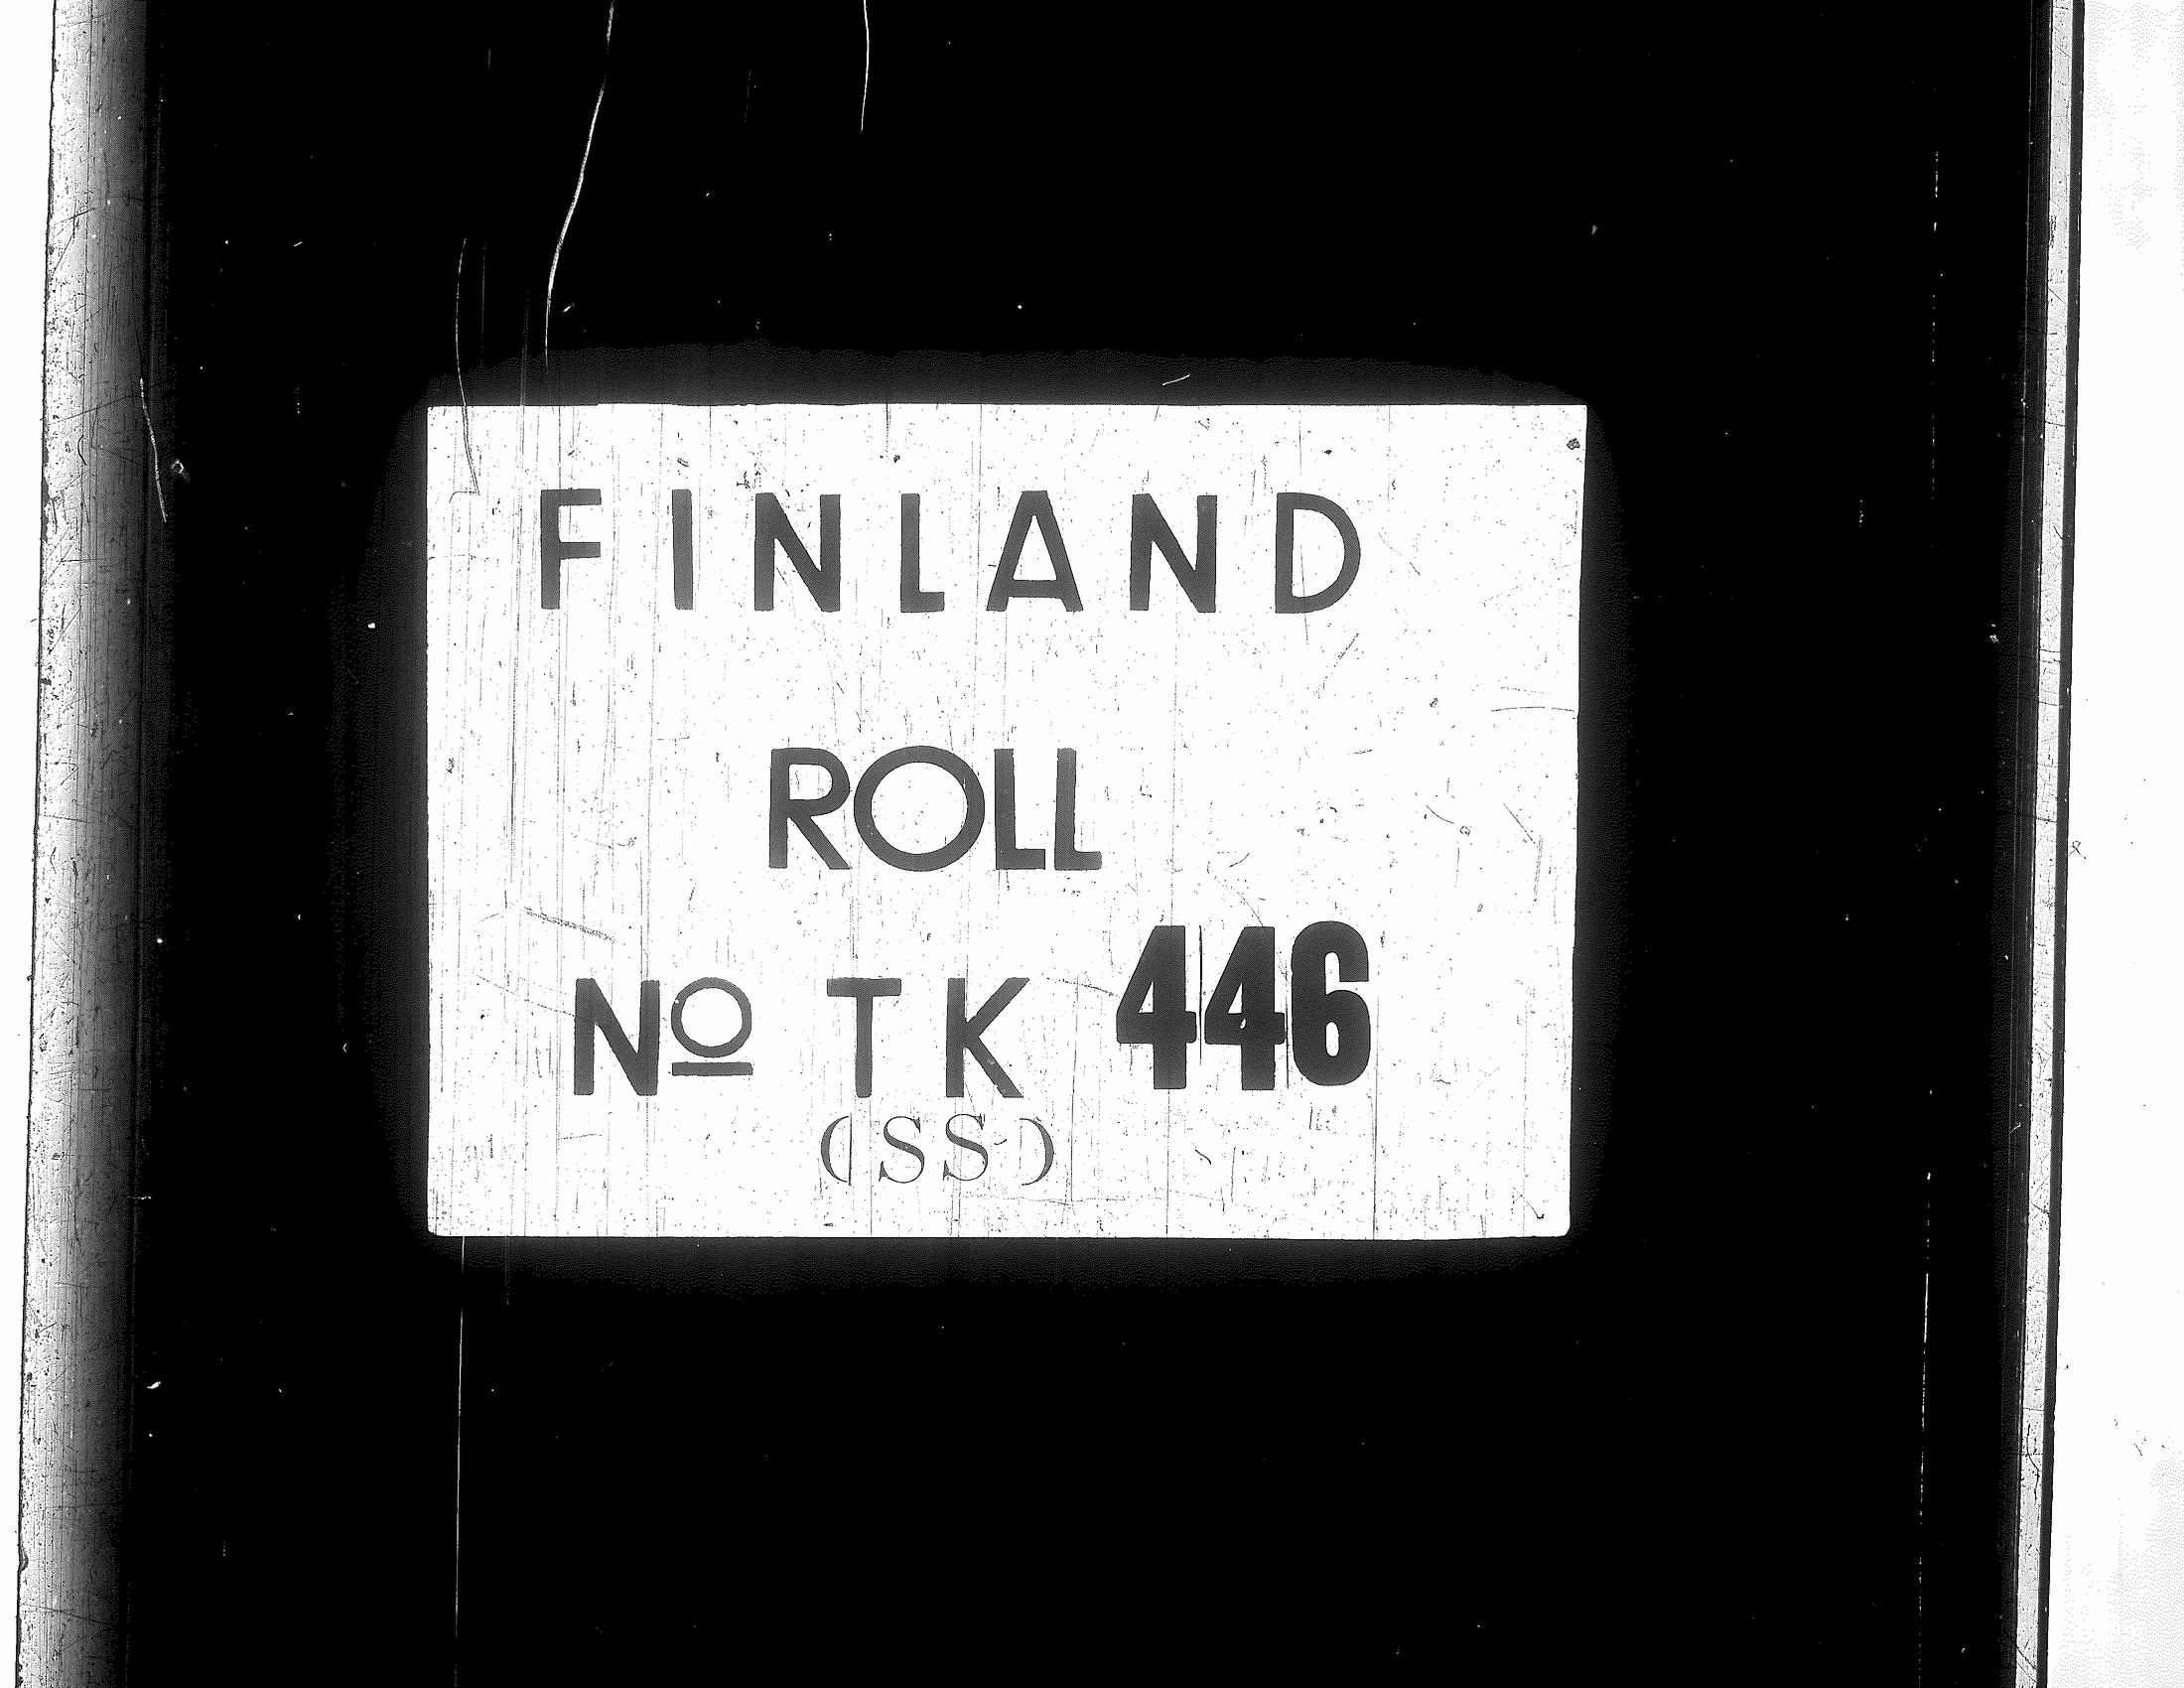 FINLAND
ROLL
Nº TK 446
(SS)